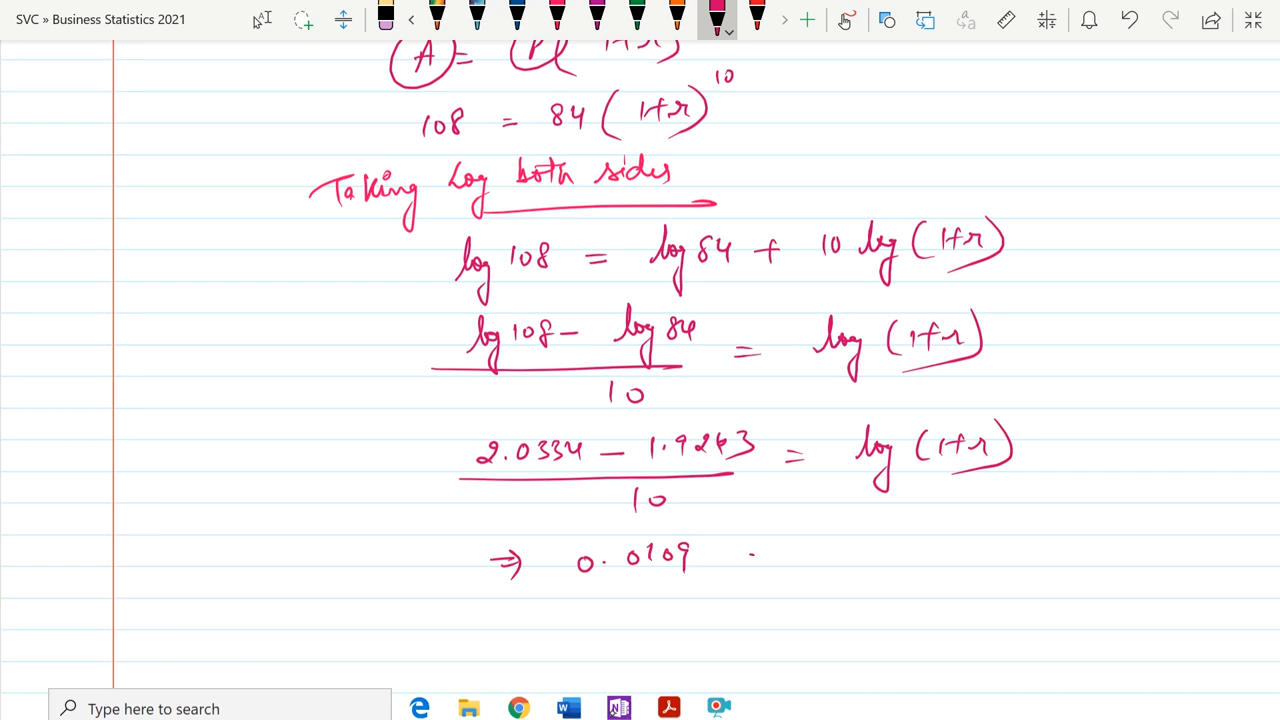 SVC » Business Statistics 2021
A = P( 1+r)
108 = 84 (1+r)^10
Taking Log both sides
log 108 = log 84 + 10 log (1+r)
log 108 - log 84 = log (1+r)
10
2.0334 - 1.9243 = log (1+r)
10
⇒ 0.0109
Type here to search